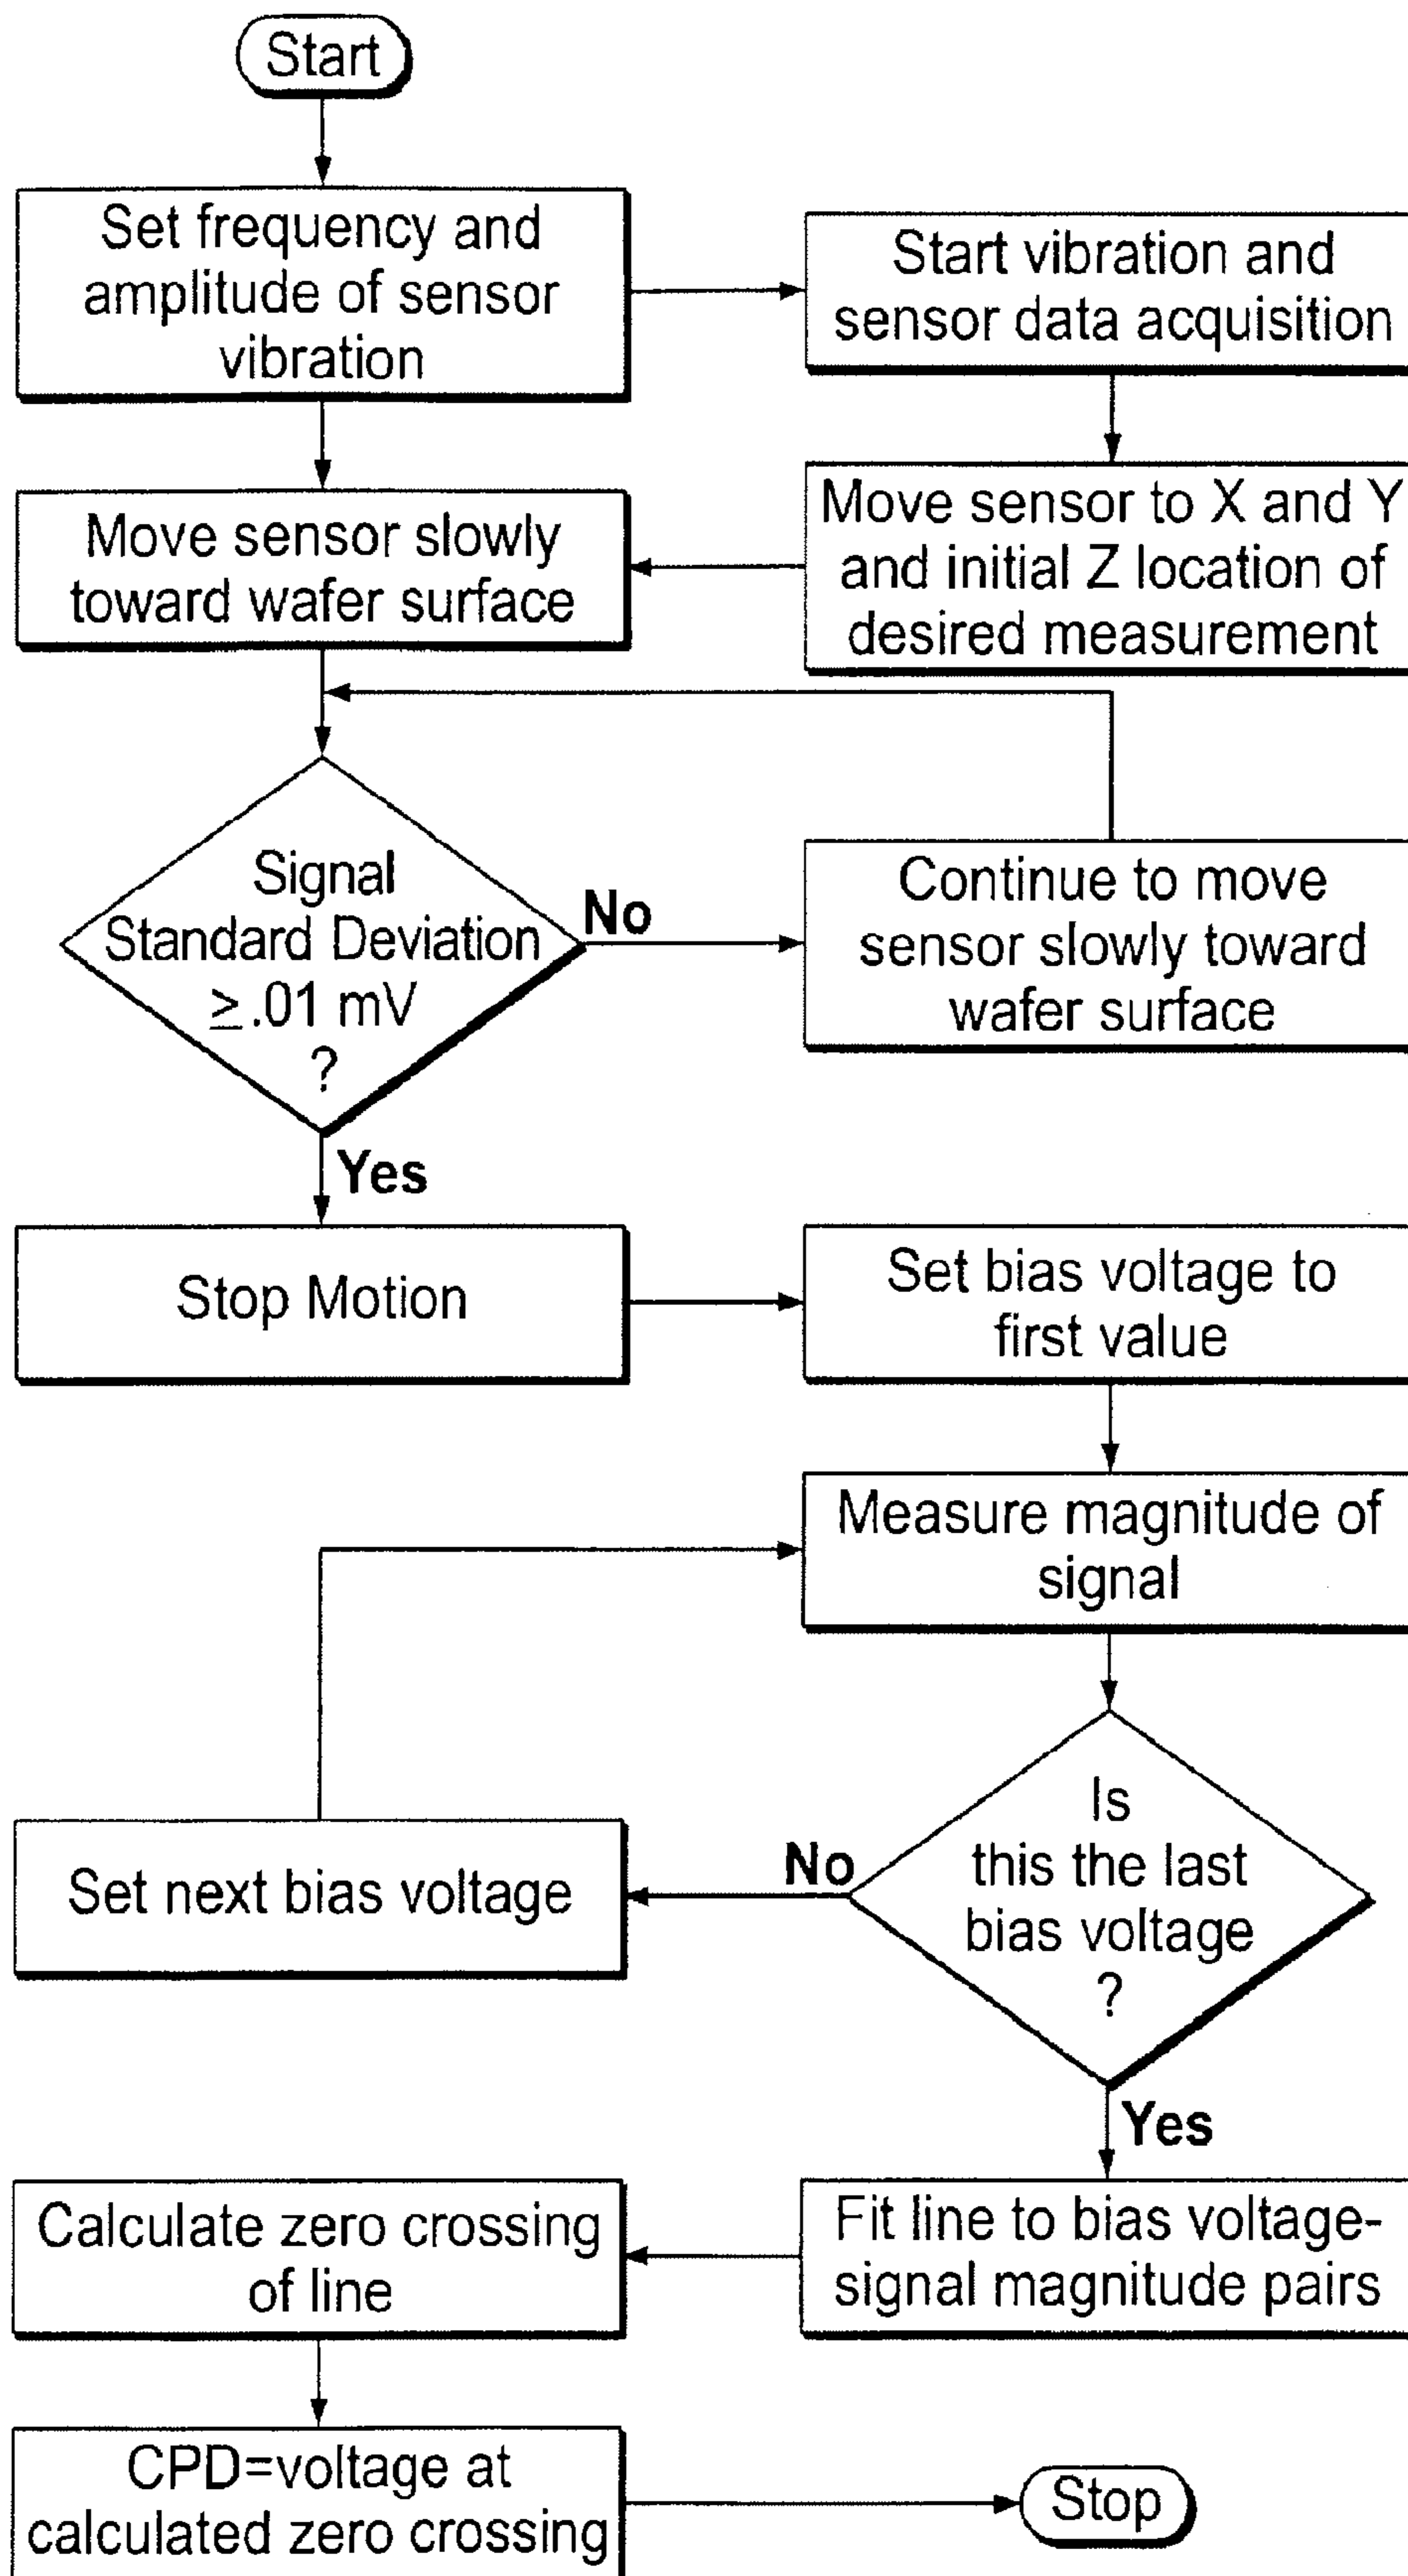 Start
Set frequency and
amplitude of sensor
vibration
Start vibration and
sensor data acquisition
Move sensor to X and Y
and initial Z location of
desired measurement
Move sensor slowly
toward wafer surface
Signal
Standard Deviation
≥.01 mV
?
No
Continue to move
sensor slowly toward
wafer surface
Yes
Stop Motion
Set bias voltage to
first value
Measure magnitude of
signal
Is
this the last
bias voltage
?
No
Set next bias voltage
Yes
Fit line to bias voltage-
signal magnitude pairs
Calculate zero crossing
of line
CPD=voltage at
calculated zero crossing
Stop